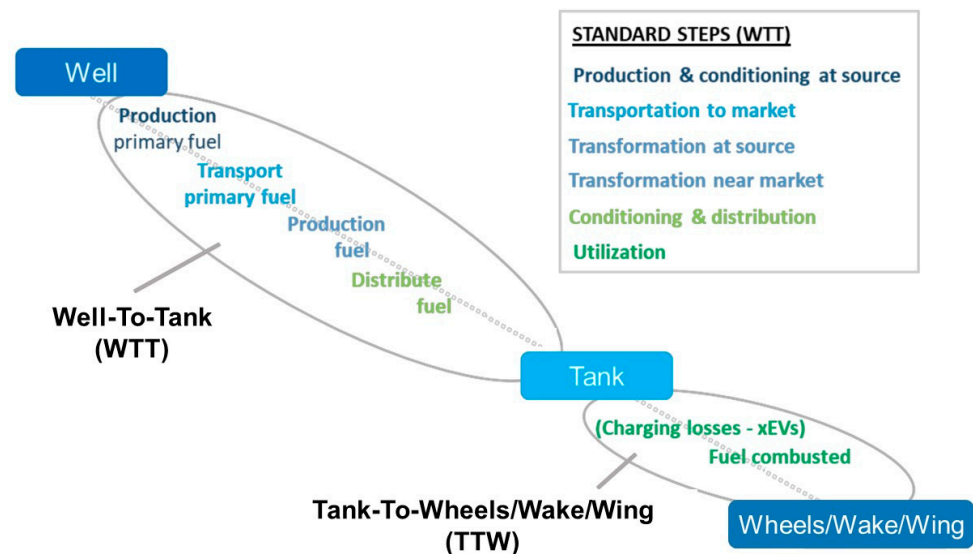 STANDARD STEPS (WTT)
Production & conditioning at source
Transportation to market
Transformation at source
Transformation near market
Conditioning & distribution
Utilization
Well
Production
primary fuel
Transport
primary fuel
Production
fuel
Distribute
fuel
Well-To-Tank
(WTT)
Tank
(Charging losses - xEVs)
Fuel combusted
Tank-To-Wheels/Wake/Wing
(TTW)
Wheels/Wake/Wing